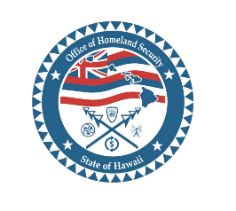 Office of Homeland Security
$
State of Hawaii